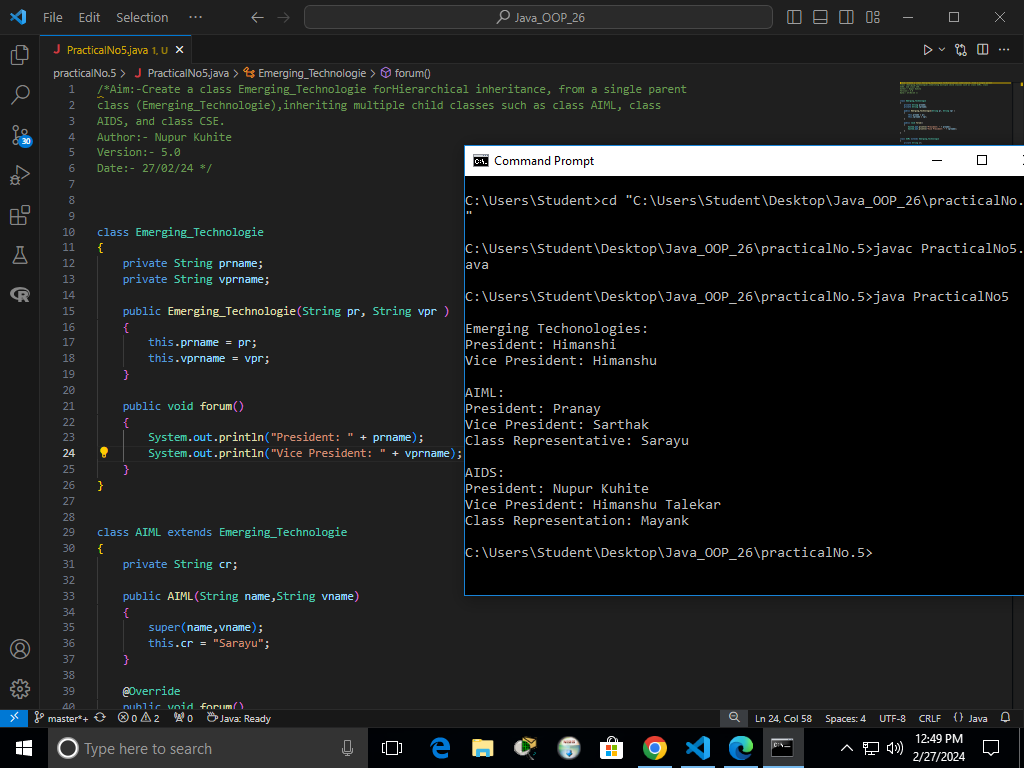 File Edit Selection ··· Java_OOP_26
PracticalNo5.java 1, U
practicalNo.5 > PracticalNo5.java > Emerging_Technologie > forum()
1 /*Aim:-Create a class Emerging_Technologie forHierarchical inheritance, from a single parent
2 class (Emerging_Technologie),inheriting multiple child classes such as class AIML, class
3 AIDS, and class CSE.
4 Author:- Nupur Kuhite
5 Version:- 5.0
6 Date:- 27/02/24 */
7
8
9
10 class Emerging_Technologie
11 {
12 private String prname;
13 private String vprname;
14
15 public Emerging_Technologie(String pr, String vpr )
16 {
17 this.prname = pr;
18 this.vprname = vpr;
19 }
20
21 public void forum()
22 {
23 System.out.println("President: " + prname);
24 System.out.println("Vice President: " + vprname);
25 }
26 }
27
28
29 class AIML extends Emerging_Technologie
30 {
31 private String cr;
32
33 public AIML(String name,String vname)
34 {
35 super(name,vname);
36 this.cr = "Sarayu";
37 }
38
39 @Override
40 public void forum()
30
Command Prompt
C:\Users\Student>cd "C:\Users\Student\Desktop\Java_OOP_26\practicalNo.
"
C:\Users\Student\Desktop\Java_OOP_26\practicalNo.5>javac PracticalNo5.
ava
C:\Users\Student\Desktop\Java_OOP_26\practicalNo.5>java PracticalNo5
Emerging Techonologies:
President: Himanshi
Vice President: Himanshu
AIML:
President: Pranay
Vice President: Sarthak
Class Representative: Sarayu
AIDS:
President: Nupur Kuhite
Vice President: Himanshu Talekar
Class Representation: Mayank
C:\Users\Student\Desktop\Java_OOP_26\practicalNo.5>
master*+ 0 2 0 Java: Ready Ln 24, Col 58 Spaces: 4 UTF-8 CRLF {} Java
Type here to search
12:49 PM
2/27/2024